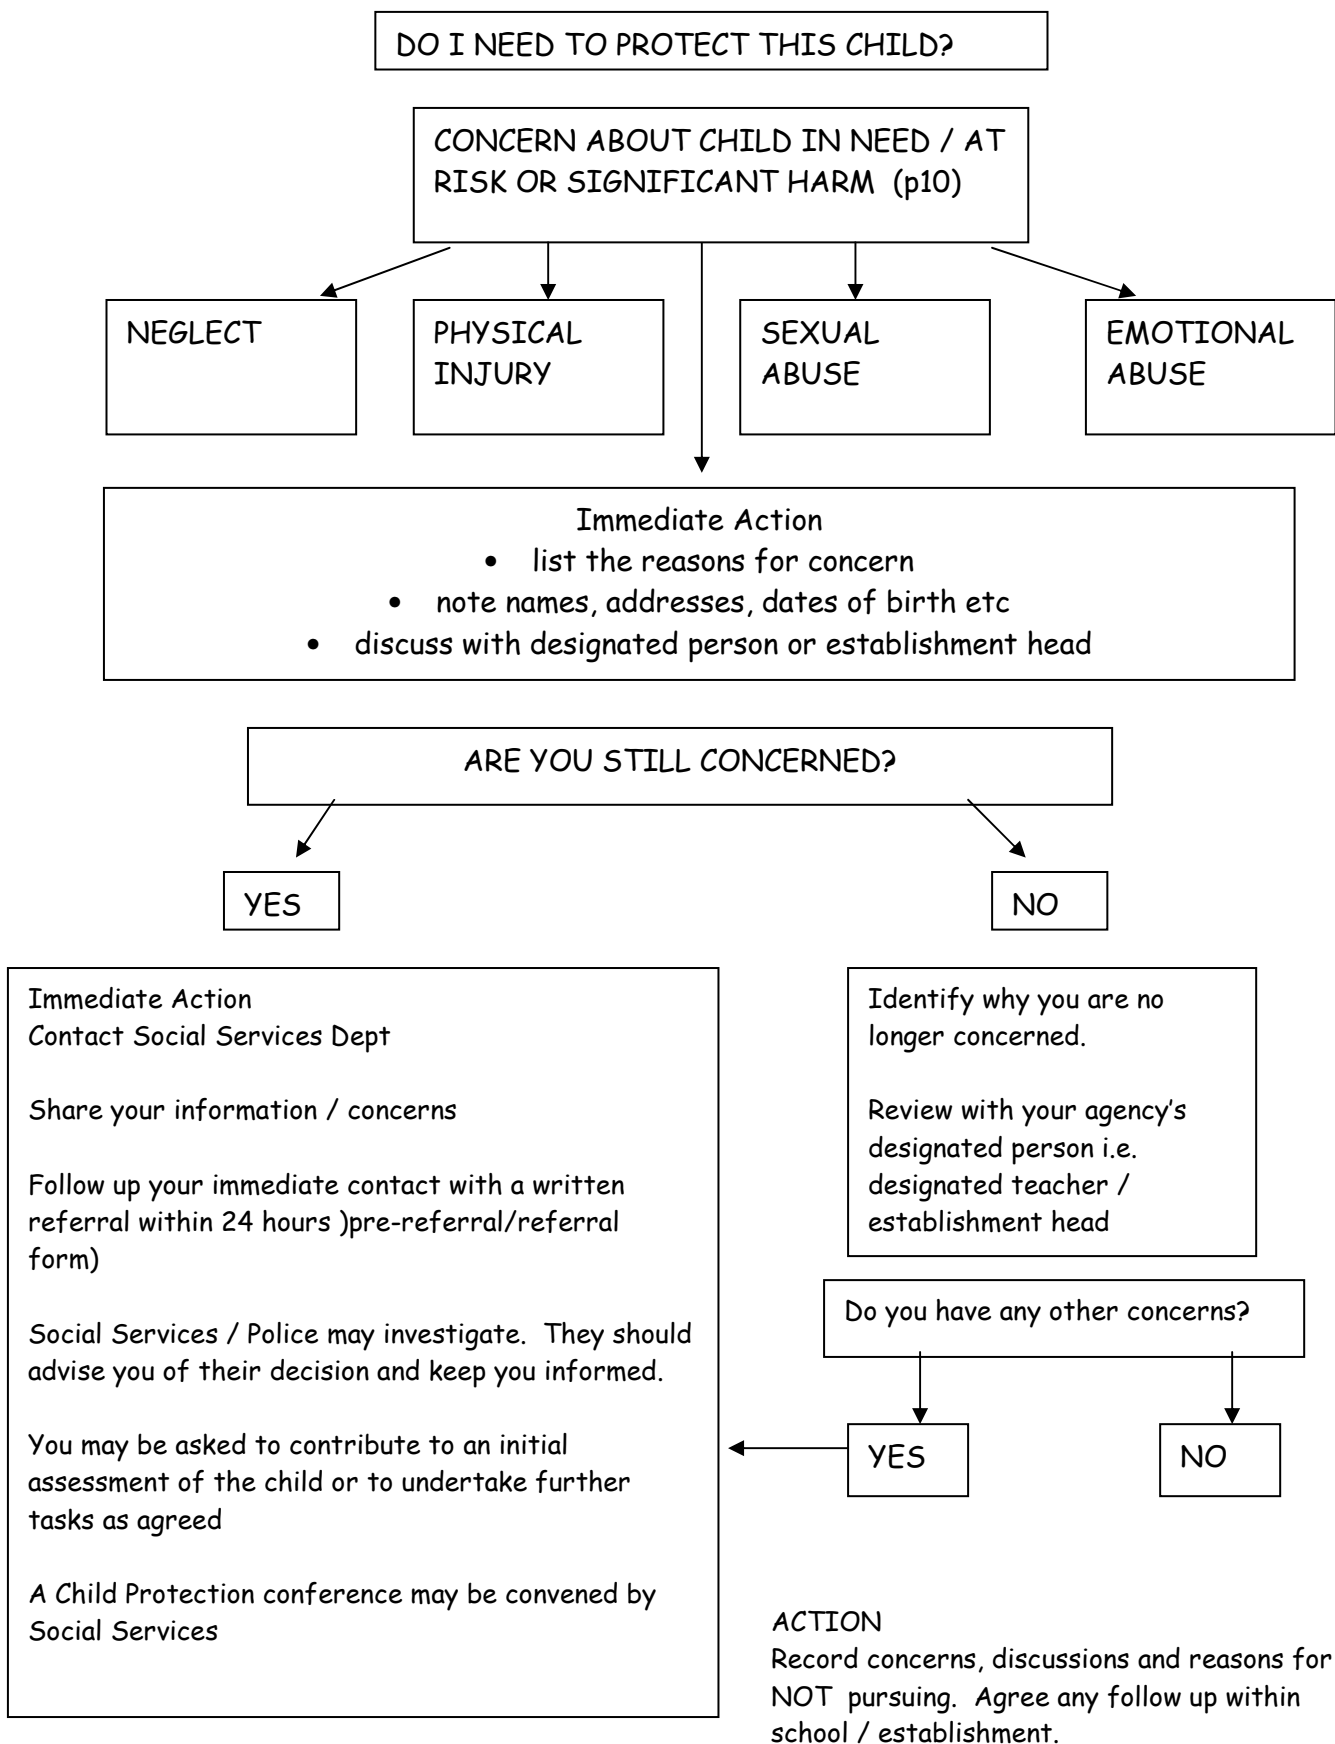 DO I NEED TO PROTECT THIS CHILD?
CONCERN ABOUT CHILD IN NEED / AT
RISK OR SIGNIFICANT HARM (p10)
NEGLECT
PHYSICAL
INJURY
SEXUAL
ABUSE
EMOTIONAL
ABUSE
Immediate Action
• list the reasons for concern
• note names, addresses, dates of birth etc
• discuss with designated person or establishment head
ARE YOU STILL CONCERNED?
YES
NO
Immediate Action
Contact Social Services Dept
Share your information / concerns
Follow up your immediate contact with a written
referral within 24 hours )pre-referral/referral
form)
Social Services / Police may investigate. They should
advise you of their decision and keep you informed.
You may be asked to contribute to an initial
assessment of the child or to undertake further
tasks as agreed
A Child Protection conference may be convened by
Social Services
Identify why you are no
longer concerned.
Review with your agency's
designated person i.e.
designated teacher /
establishment head
Do you have any other concerns?
YES
NO
ACTION
Record concerns, discussions and reasons for
NOT pursuing. Agree any follow up within
school / establishment.